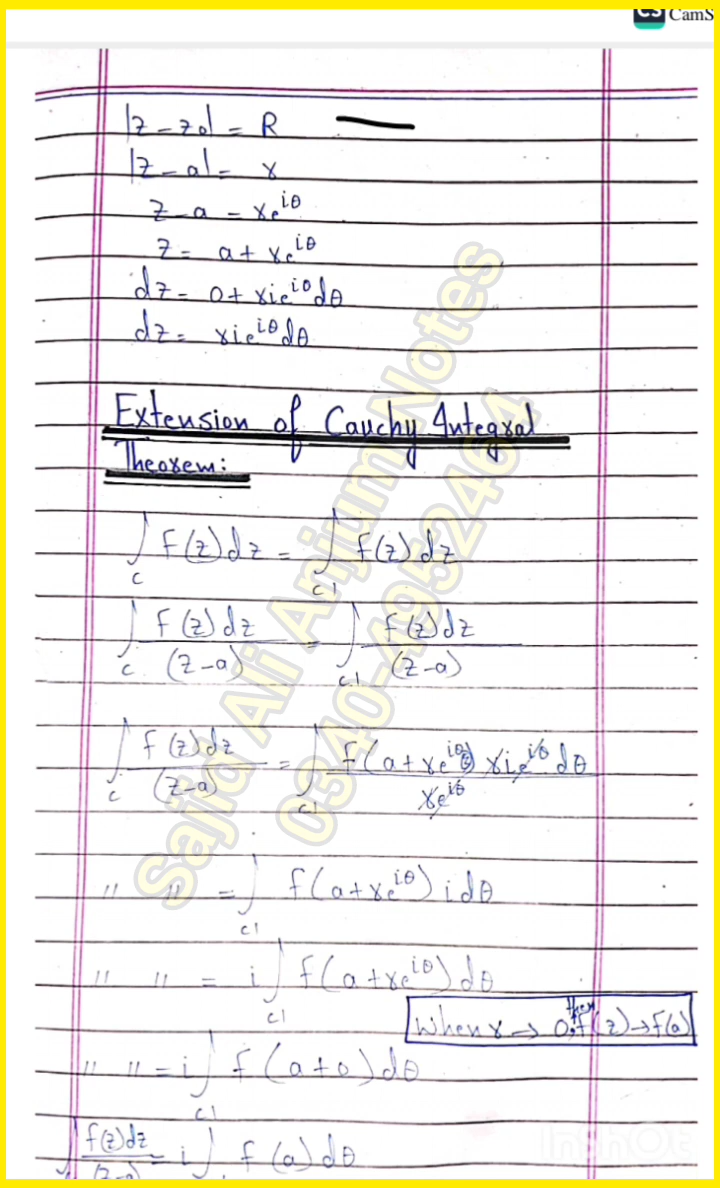 CS CamS
|z - z0| = R
|z - a| = r
z - a = re^{iθ}
z = a + re^{iθ}
dz = 0 + rie^{iθ}dθ
dz = rie^{iθ}dθ
Extension of Cauchy Integral
Theorem:
∫_c f(z)dz = ∫_{c1} f(z)dz
∫_c f(z)dz/(z-a) = ∫_{c1} f(z)dz/(z-a)
∫_c f(z)dz/(z-a) = ∫_{c1} f(a+re^{iθ}) rie^{iθ}dθ/re^{iθ}
" " = ∫_{c1} f(a+re^{iθ}) i dθ
" " = i∫_{c1} f(a+re^{iθ})dθ
When r → 0, then f(z) → f(a)
" " = i∫_{c1} f(a+0)dθ
∫ f(z)dz/(z-a) = i∫ f(a)dθ
Sajid Ali Anjum Notes
0340-4952464
InShOt